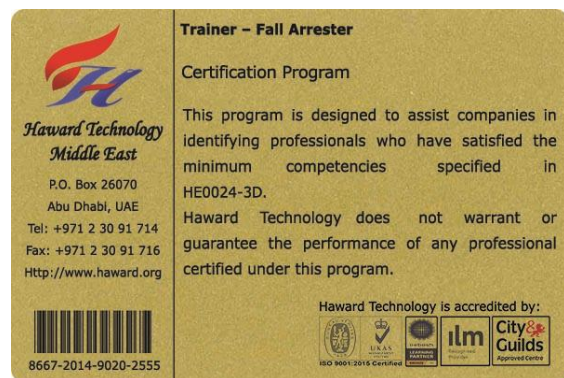 Haward Technology
Middle East
P.O. Box 26070
Abu Dhabi, UAE
Tel: +971 2 30 91 714
Fax: +971 2 30 91 716
Http://www.haward.org
8667-2014-9020-2555
Trainer – Fall Arrester
Certification Program
This program is designed to assist companies in
identifying professionals who have satisfied the
minimum competencies specified in
HE0024-3D.
Haward Technology does not warrant or
guarantee the performance of any professional
certified under this program.
Haward Technology is accredited by:
UKAS
ISO 9001:2015 Certified
LEARNING
PARTNER
ilm
City&
Guilds
Approved Centre